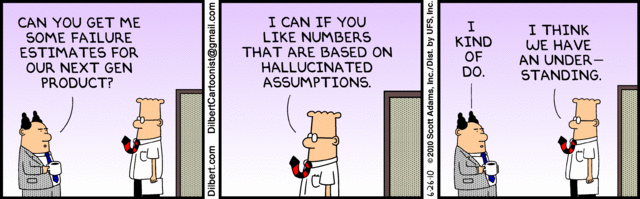 CAN YOU GET ME
SOME FAILURE
ESTIMATES FOR
OUR NEXT GEN
PRODUCT?
Dilbert.com DilbertCartoonist@gmail.com
I CAN IF YOU
LIKE NUMBERS
THAT ARE BASED ON
HALLUCINATED
ASSUMPTIONS.
6-26-10 ©2010 Scott Adams, Inc./Dist. by UFS, Inc.
I
KIND
OF
DO.
I THINK
WE HAVE
AN UNDER-
STANDING.